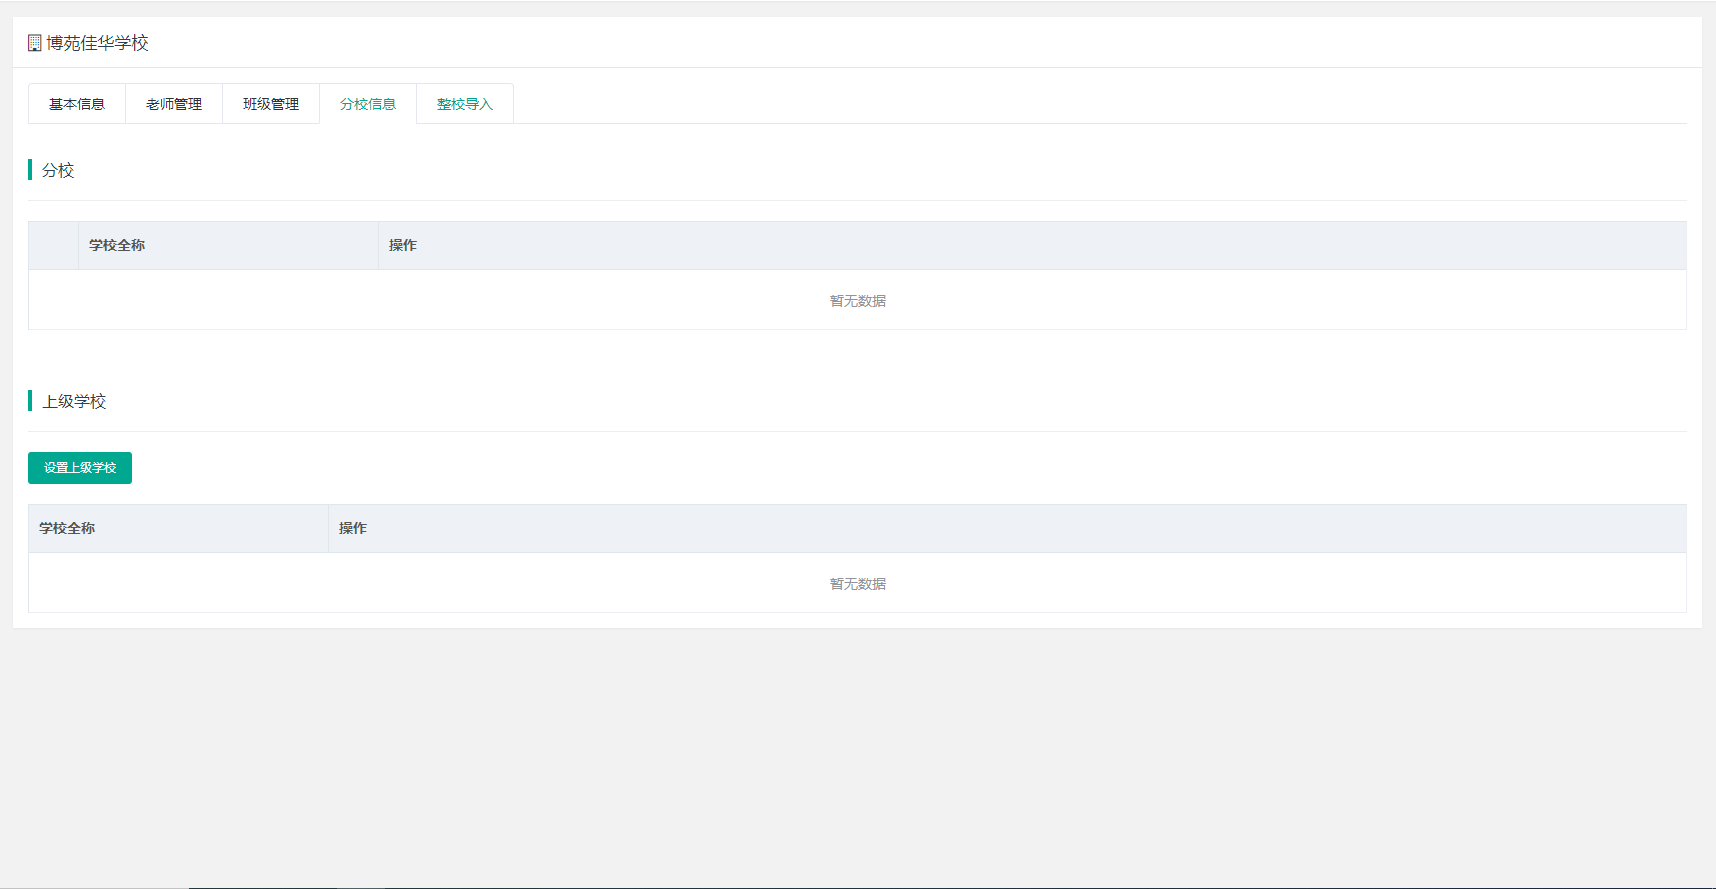 博苑佳华学校
基本信息 老师管理 班级管理 分校信息 整校导入
分校
学校全称 操作
暂无数据
上级学校
设置上级学校
学校全称 操作
暂无数据